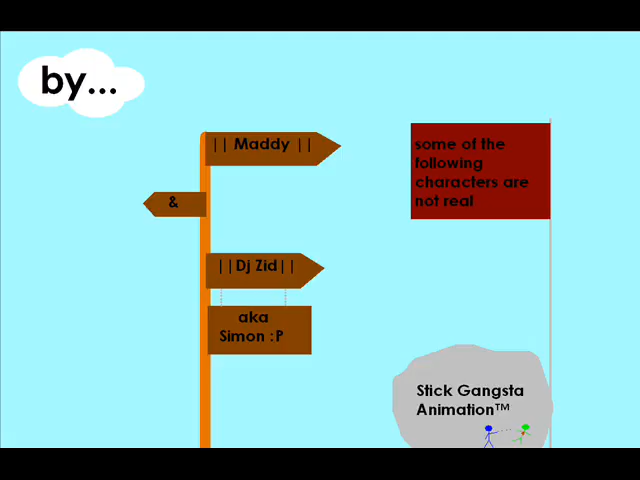 by...
|| Maddy ||
&
||Dj Zid||
aka
Simon :P
some of the
following
characters are
not real
Stick Gangsta
Animation™